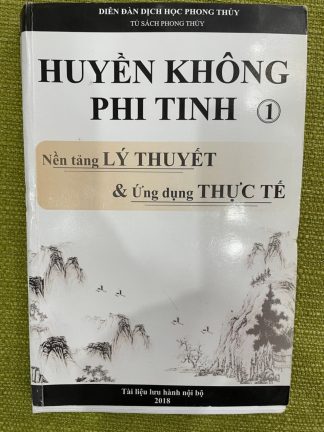 DIỄN ĐÀN DỊCH HỌC PHONG THỦY
TỦ SÁCH PHONG THỦY
HUYỀN KHÔNG
PHI TINH ①
Nền tảng LÝ THUYẾT
& Ứng dụng THỰC TẾ
Tài liệu lưu hành nội bộ
2018